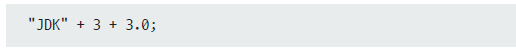 "JDK" + 3 + 3.0;